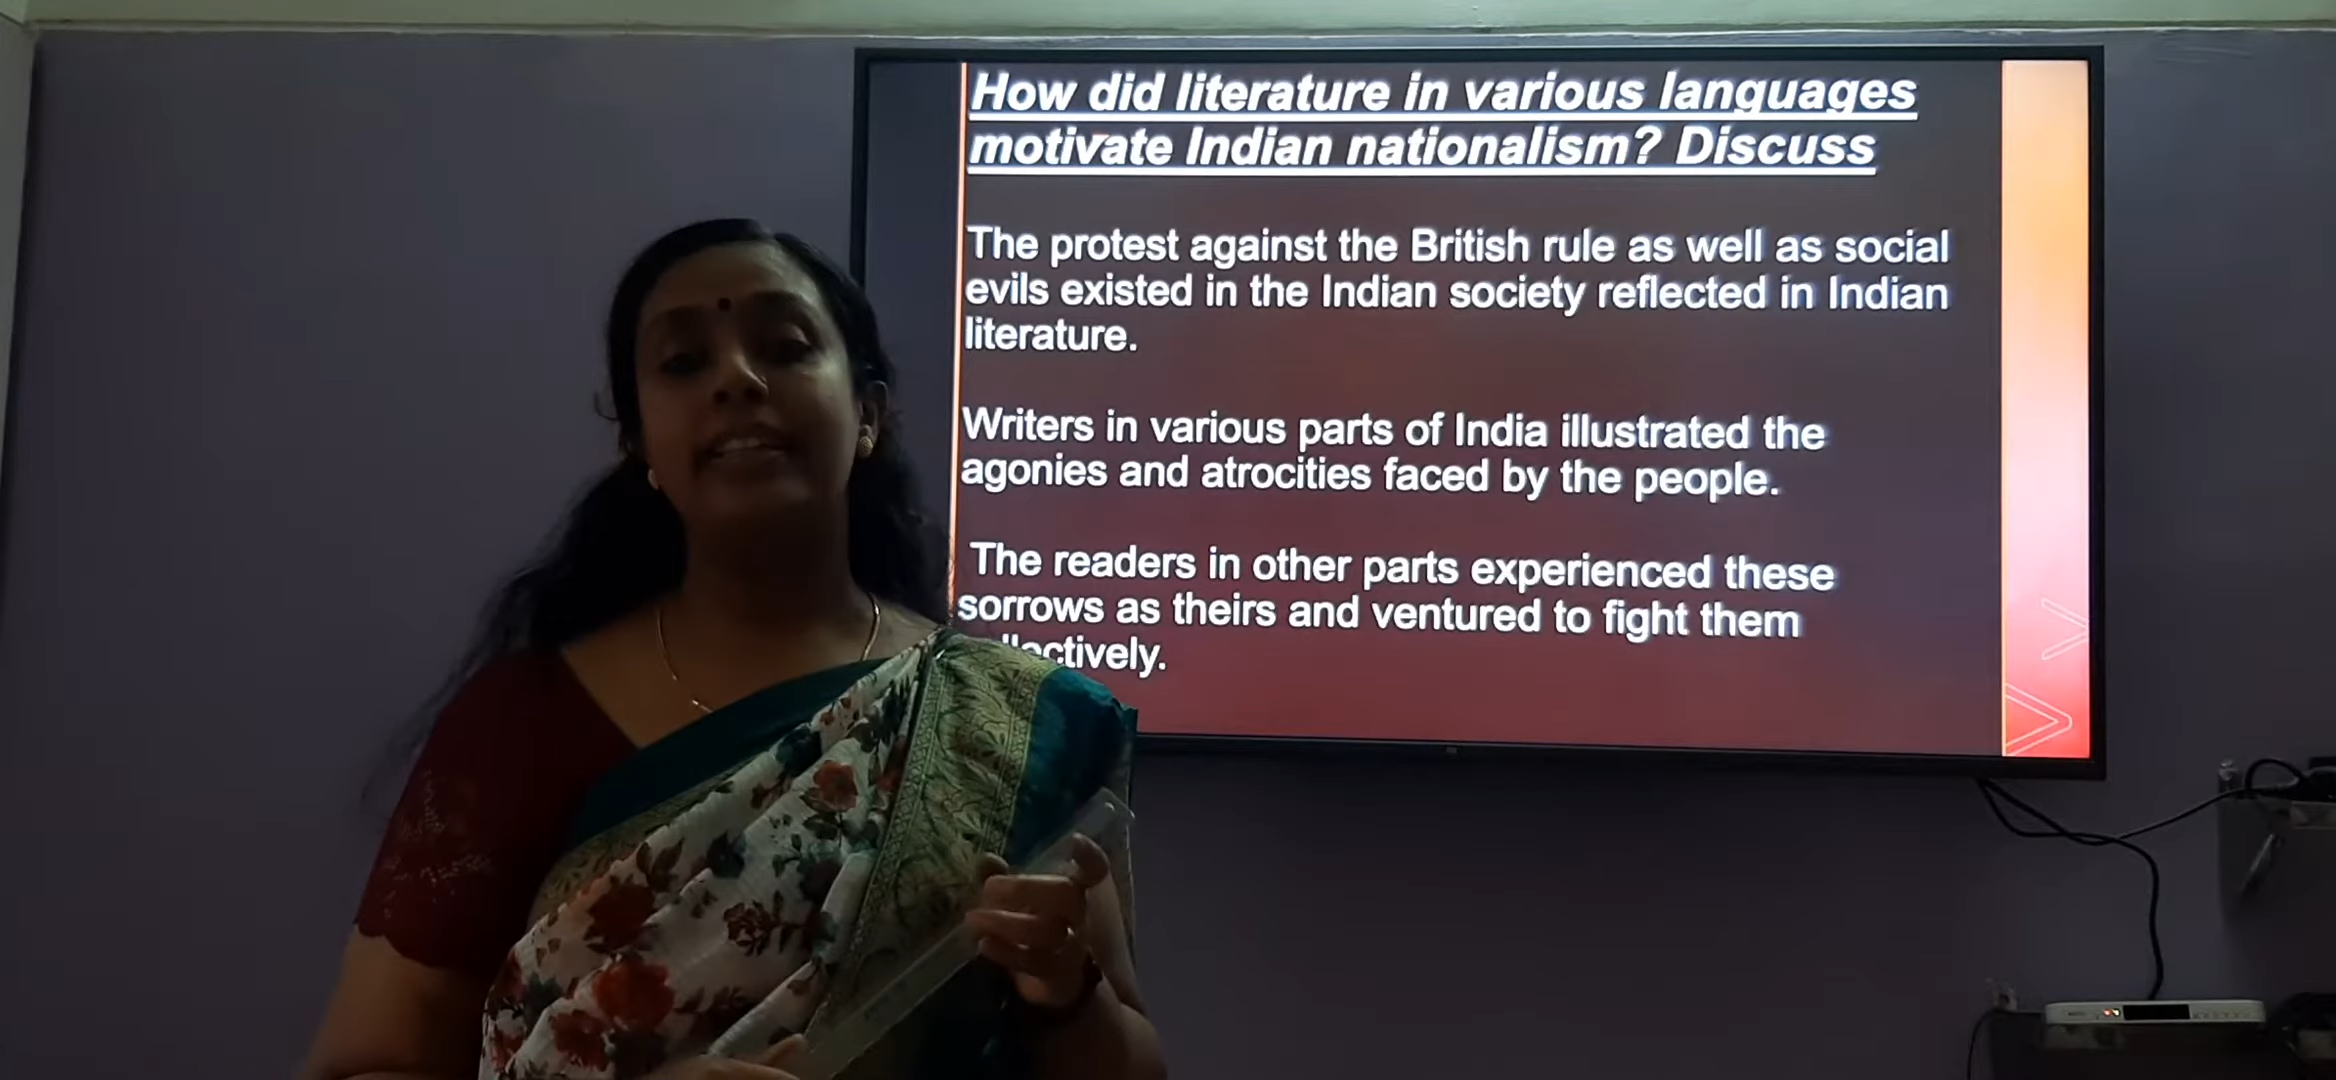 How did literature in various languages
motivate Indian nationalism? Discuss
The protest against the British rule as well as social
evils existed in the Indian society reflected in Indian
literature.
Writers in various parts of India illustrated the
agonies and atrocities faced by the people.
The readers in other parts experienced these
sorrows as theirs and ventured to fight them